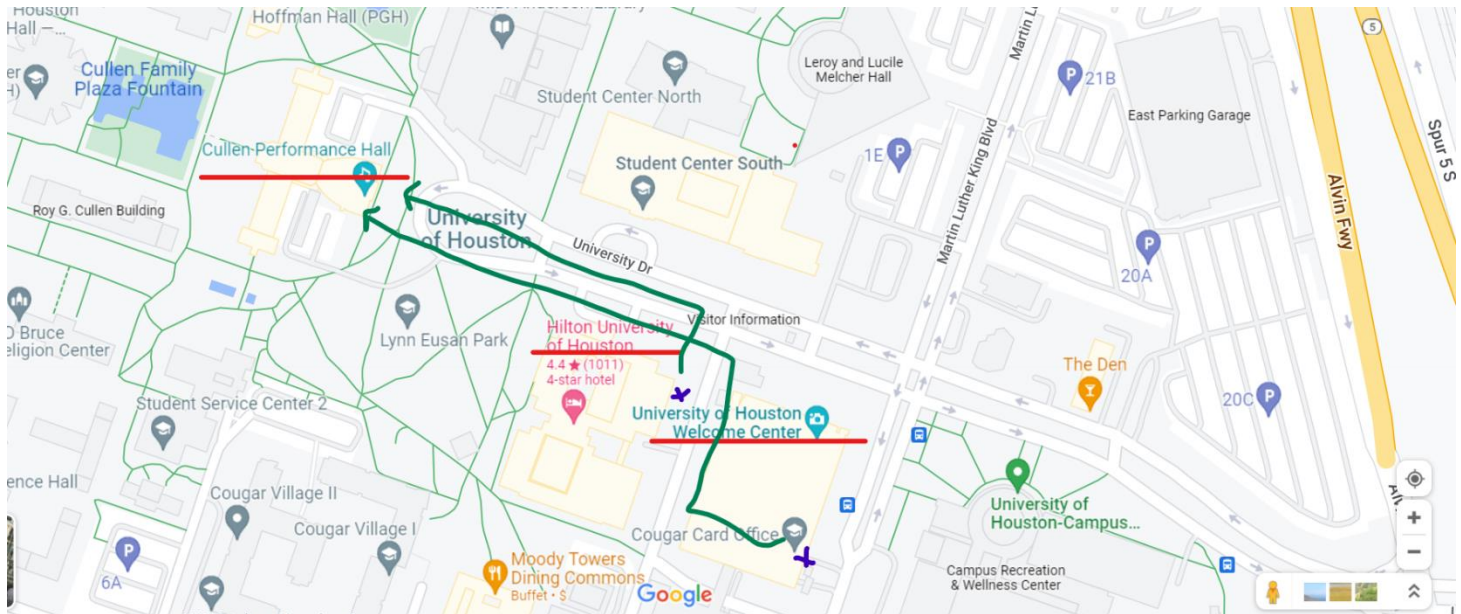 Houston
Hall —...
Hoffman Hall (PGH)
Cullen Family
Plaza Fountain
Cullen Performance Hall
Roy G. Cullen Building
University
of Houston
Student Center North
Leroy and Lucile
Melcher Hall
Student Center South
1E
P
Martin Luther King Blvd
Martin Lu
P
21B
East Parking Garage
5
Spur 5 S
Alvin Fwy
P
20A
University Dr
Visitor Information
Hilton University
of Houston
4.4 ★ (1011)
4-star hotel
Lynn Eusan Park
D Bruce
eligion Center
Student Service Center 2
University of Houston
Welcome Center
The Den
20C
P
ence Hall
Cougar Village II
Cougar Village I
Cougar Card Office
University of
Houston-Campus...
P
6A
Moody Towers
Dining Commons
Buffet · $
Google
Campus Recreation
& Wellness Center